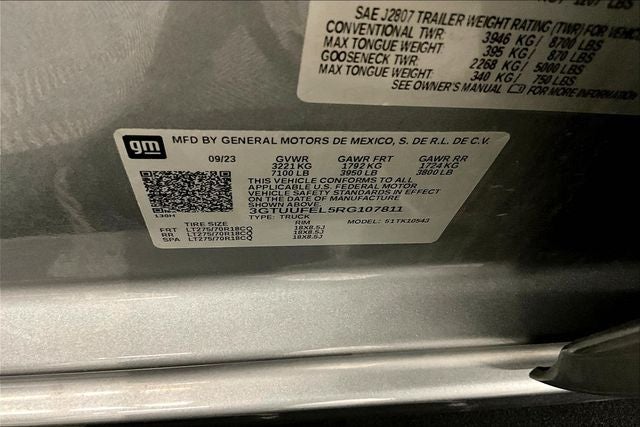 1207 LBS
SAE J2807 TRAILER WEIGHT RATING (TWR) FOR VEHIC
CONVENTIONAL TWR: 3946 KG/ 8700 LBS
MAX TONGUE WEIGHT: 395 KG/ 870 LBS
GOOSENECK TWR: 2268 KG/ 5000 LBS
MAX TONGUE WEIGHT: 340 KG/ 750 LBS
SEE OWNER'S MANUAL FOR MORE INFORMATION
gm
MFD BY GENERAL MOTORS DE MEXICO, S. DE R.L. DE C.V.
09/23 GVWR GAWR FRT GAWR RR
3221 KG 1792 KG 1724 KG
7100 LB 3950 LB 3800 LB
THIS VEHICLE CONFORMS TO ALL
APPLICABLE U.S. FEDERAL MOTOR
VEHICLE SAFETY STANDARDS IN EFFECT
ON THE DATE OF MANUFACTURE
SHOWN ABOVE.
3GTUUFEL5RG107811
TYPE: TRUCK MODEL: 51TK10543
TIRE SIZE RIM
FRT LT275/70R18CQ 18X8.5J
RR LT275/70R18CQ 18X8.5J
SPA LT275/70R18CQ 18X8.5J